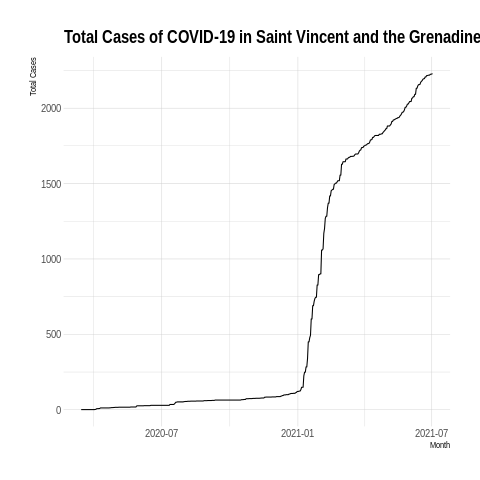 Total Cases of COVID-19 in Saint Vincent and the Grenadine
Total Cases
2000
1500
1000
500
0
2020-07
2021-01
2021-07
Month